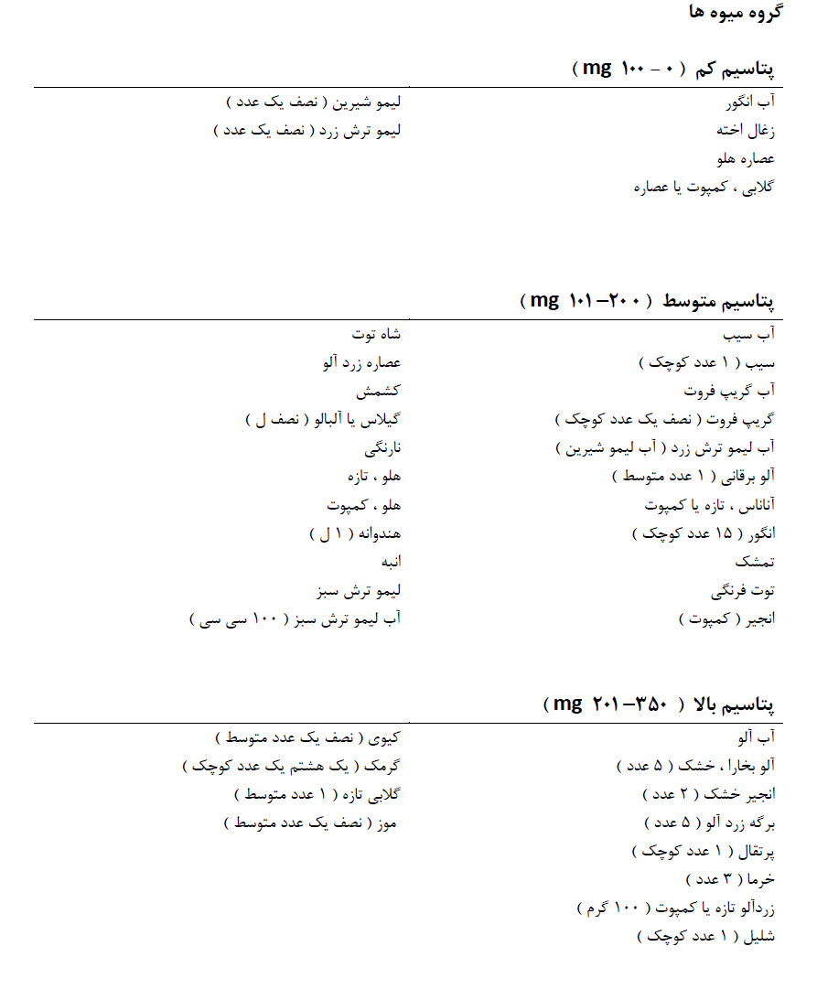 گروه میوه ها
پتاسیم کم ( ۰ – ۱۰۰ mg )
آب انگور
زغال اخته
عصاره هلو
گلابی ، کمپوت یا عصاره
لیمو شیرین ( نصف یک عدد )
لیمو ترش زرد ( نصف یک عدد )
پتاسیم متوسط ( ۲۰۰–۱۰۱ mg )
آب سیب
سیب ( ۱ عدد کوچک )
آب گریپ فروت
گریپ فروت ( نصف یک عدد کوچک )
آب لیمو ترش زرد ( آب لیمو شیرین )
آلو برقانی ( ۱ عدد متوسط )
آناناس ، تازه یا کمپوت
انگور ( ۱۵ عدد کوچک )
تمشک
توت فرنگی
انجیر ( کمپوت )
شاه توت
عصاره زرد آلو
کشمش
گیلاس یا آلبالو ( نصف ل )
نارنگی
هلو ، تازه
هلو ، کمپوت
هندوانه ( ۱ ل )
انبه
لیمو ترش سبز
آب لیمو ترش سبز ( ۱۰۰ سی سی )
پتاسیم بالا ( ۳۵۰–۲۰۱ mg )
آب آلو
آلو بخارا ، خشک ( ۵ عدد )
انجیر خشک ( ۲ عدد )
برگه زرد آلو ( ۵ عدد )
پرتقال ( ۱ عدد کوچک )
خرما ( ۳ عدد )
زردآلو تازه یا کمپوت ( ۱۰۰ گرم )
شلیل ( ۱ عدد کوچک )
کیوی ( نصف یک عدد متوسط )
گرمک ( یک هشتم یک عدد کوچک )
گلابی تازه ( ۱ عدد متوسط )
موز ( نصف یک عدد متوسط )